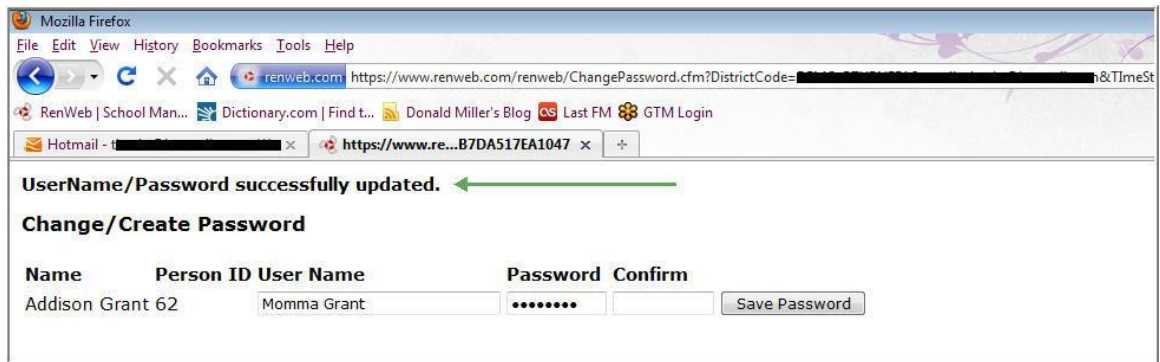 Mozilla Firefox
File Edit View History Bookmarks Tools Help
renweb.com https://www.renweb.com/renweb/ChangePassword.cfm?DistrictCode= &TImeSt
RenWeb | School Man... Dictionary.com | Find t... Donald Miller's Blog Last FM GTM Login
Hotmail - t https://www.re...B7DA517EA1047
UserName/Password successfully updated.
Change/Create Password
Name Person ID User Name Password Confirm
Addison Grant 62 Momma Grant •••••••• Save Password